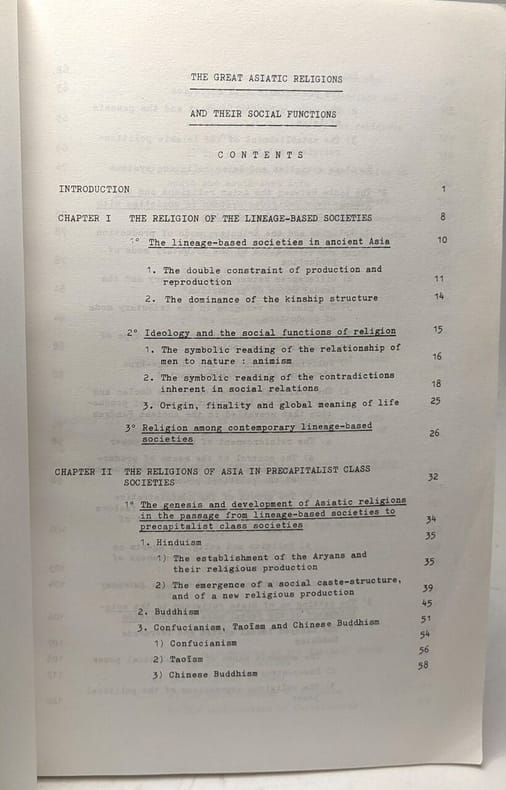 THE GREAT ASIATIC RELIGIONS
AND THEIR SOCIAL FUNCTIONS
C O N T E N T S
INTRODUCTION 1
CHAPTER I THE RELIGION OF THE LINEAGE-BASED SOCIETIES 8
1° The lineage-based societies in ancient Asia 10
1. The double constraint of production and
reproduction 11
2. The dominance of the kinship structure 14
2° Ideology and the social functions of religion 15
1. The symbolic reading of the relationship of
men to nature : animism 16
2. The symbolic reading of the contradictions
inherent in social relations 18
3. Origin, finality and global meaning of life 25
3° Religion among contemporary lineage-based
societies 26
CHAPTER II THE RELIGIONS OF ASIA IN PRECAPITALIST CLASS
SOCIETIES 32
1° The genesis and development of Asiatic religions
in the passage from lineage-based societies to
precapitalist class societies 34
1. Hinduism 35
1) The establishment of the Aryans and
their religious production 35
2) The emergence of a social caste-structure,
and of a new religious production 39
2. Buddhism 45
3. Confucianism, Taoïsm and Chinese Buddhism 51
1) Confucianism 54
2) Taoïsm 56
3) Chinese Buddhism 58